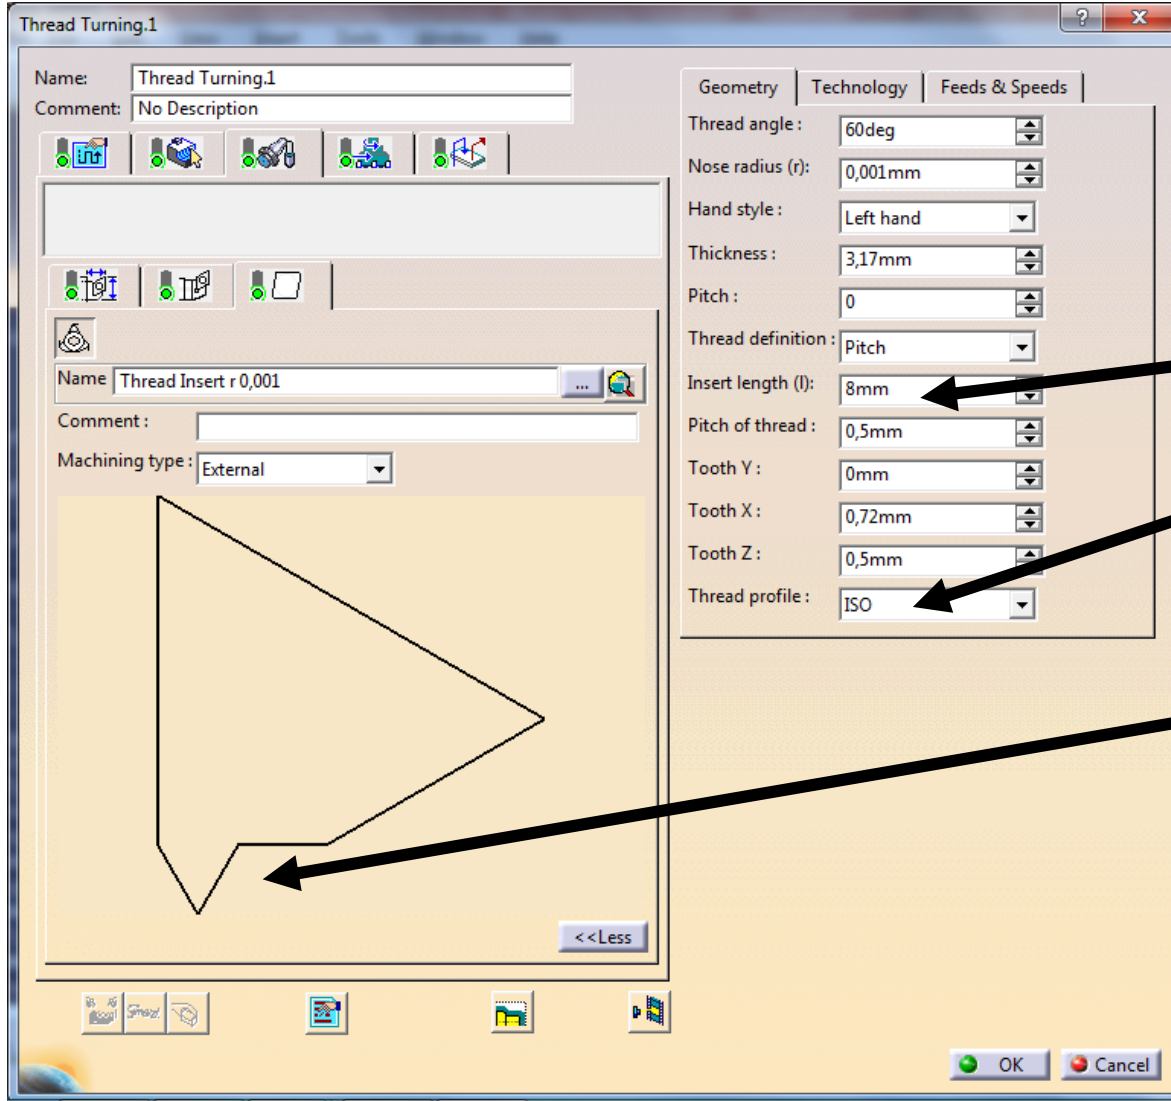 Thread Turning.1
?
X
Name: Thread Turning.1
Comment: No Description
Geometry Technology Feeds & Speeds
Thread angle : 60deg
Nose radius (r): 0,001mm
Hand style : Left hand
Thickness : 3,17mm
Pitch : 0
Thread definition : Pitch
Insert length (l): 8mm
Pitch of thread : 0,5mm
Tooth Y : 0mm
Tooth X : 0,72mm
Tooth Z : 0,5mm
Thread profile : ISO
Name Thread Insert r 0,001 ...
Comment :
Machining type : External
<<Less
OK Cancel